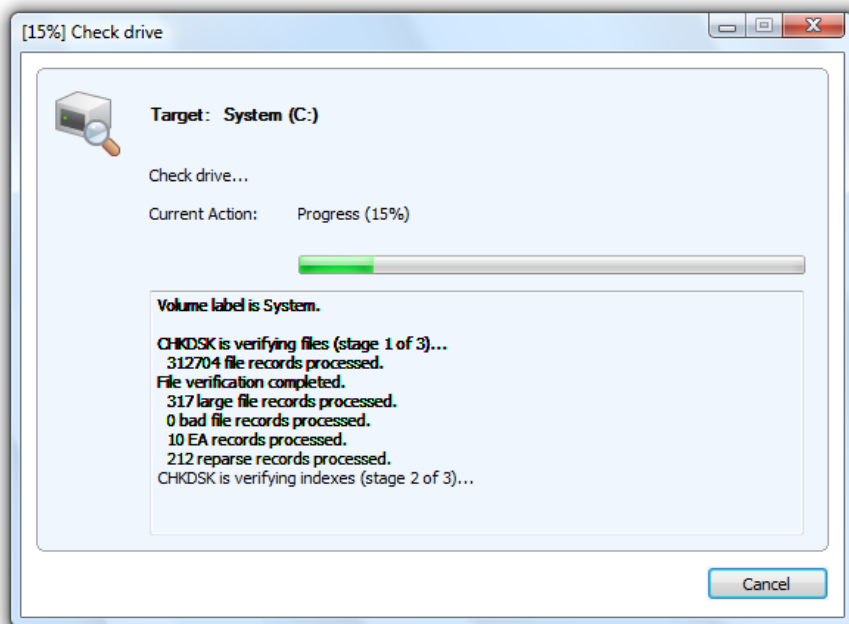 [15%] Check drive
Target: System (C:)
Check drive...
Current Action: Progress (15%)
Volume label is System.
CHKDSK is verifying files (stage 1 of 3)...
312704 file records processed.
File verification completed.
317 large file records processed.
0 bad file records processed.
10 EA records processed.
212 reparse records processed.
CHKDSK is verifying indexes (stage 2 of 3)...
Cancel